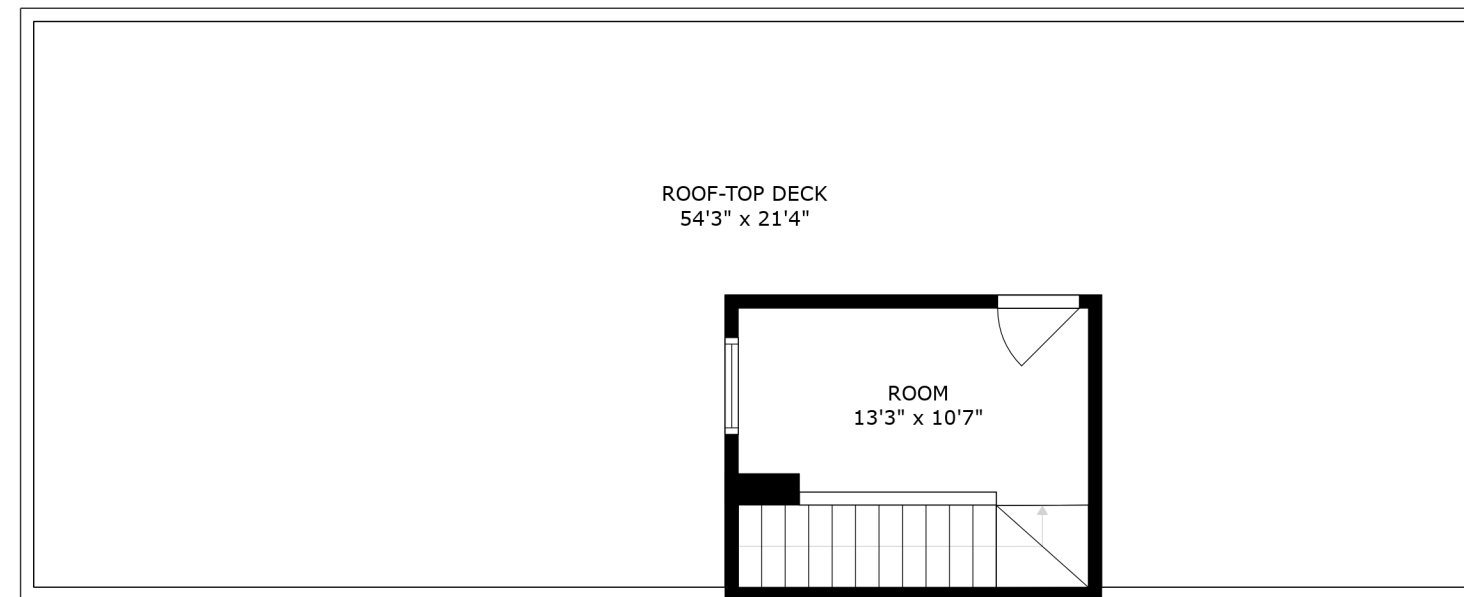 ROOF-TOP DECK
54'3" x 21'4"
ROOM
13'3" x 10'7"